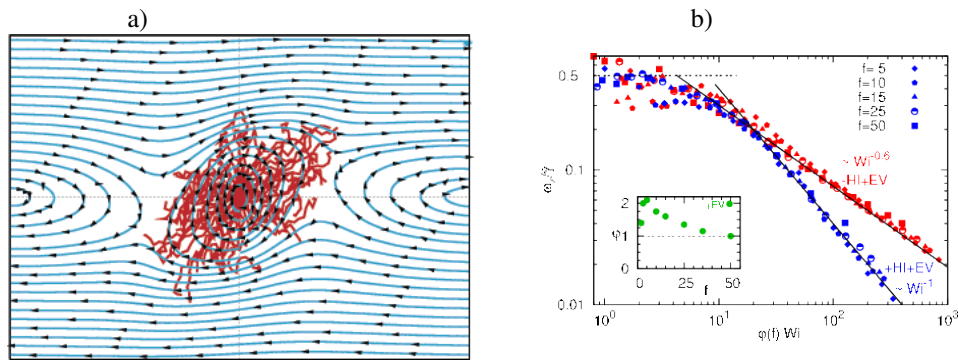 a)
b)
0.5
0.1
0.01
f= 5
f=10
f=15
f=25
f=50
~ Wi-0.6
-HI+EV
+HI+EV
~ Wi-1
+EV
2
1
0
φ
0 25 50
f
10⁰ 10¹ 10² 10³
φ(f) Wi